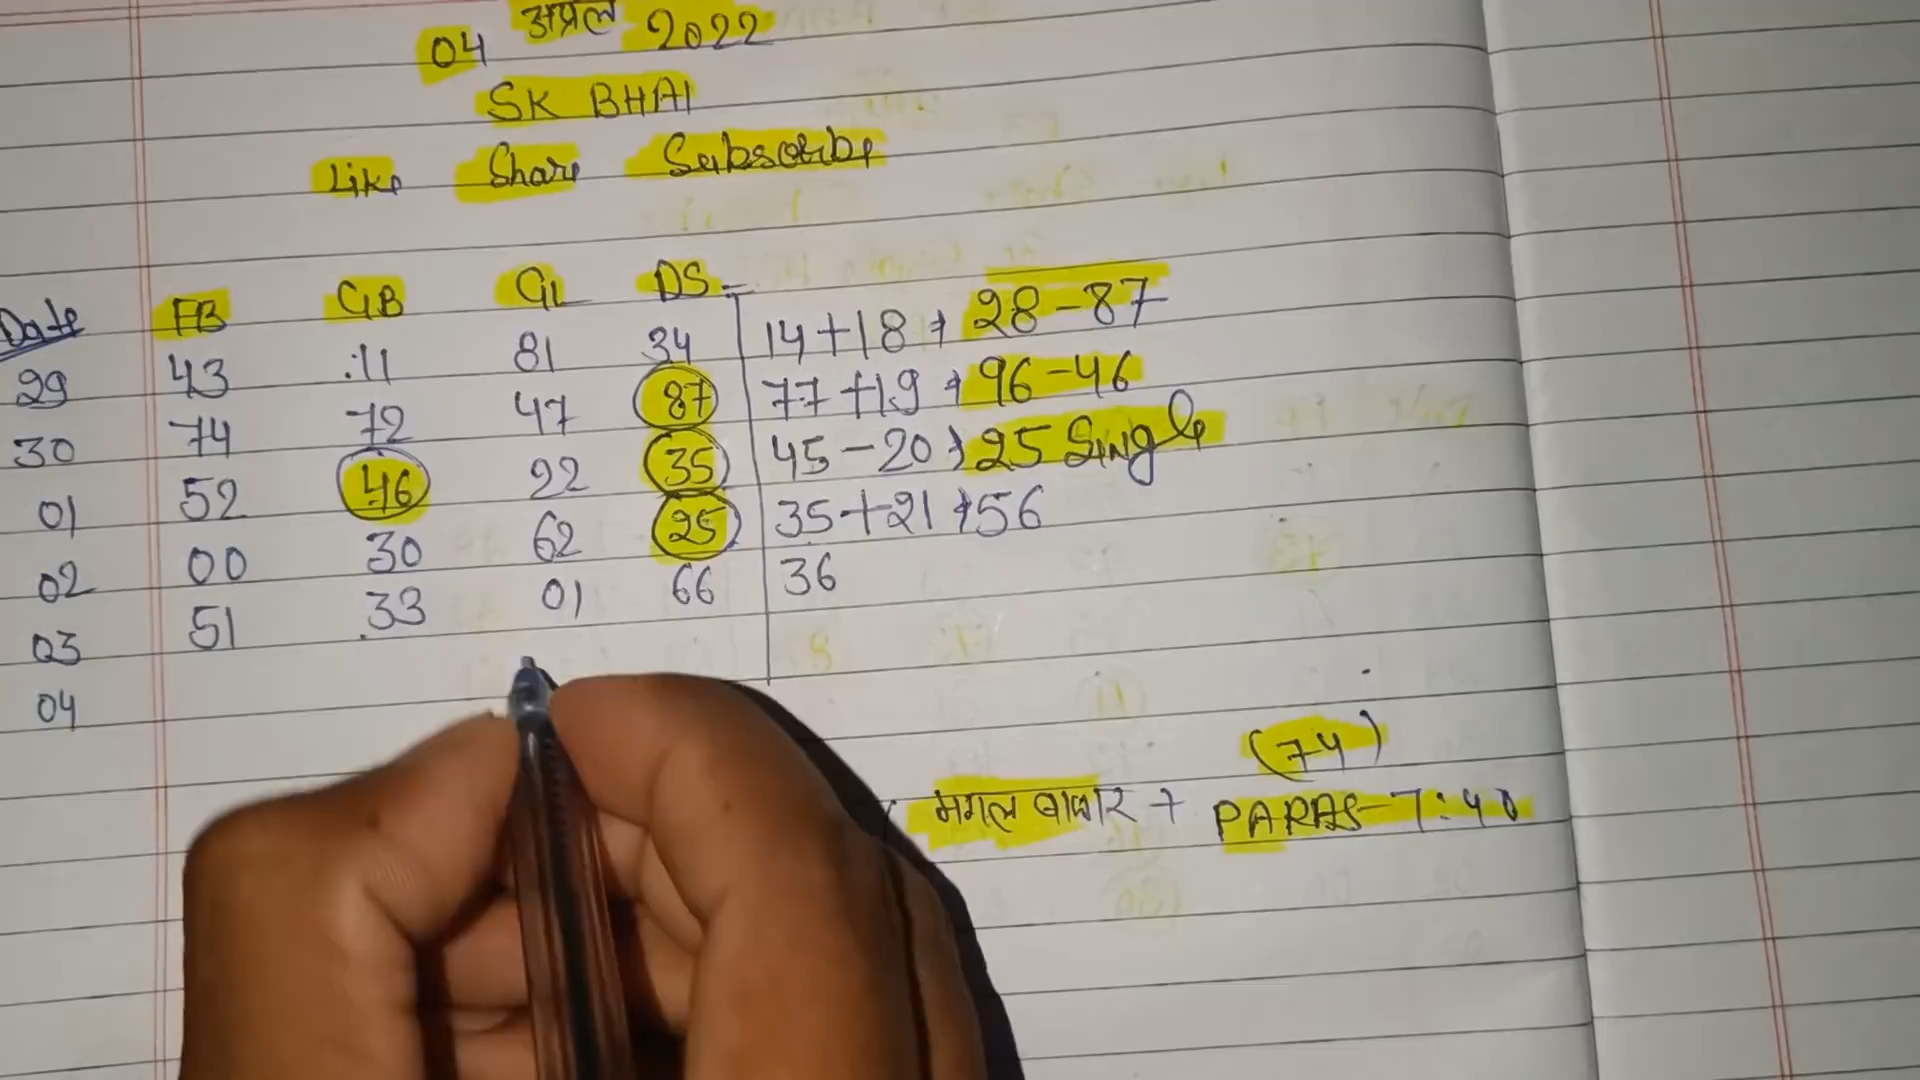 04 अप्रैल 2022
SK BHAI
Like Share Subscribe
Date FB GB GL DS
29 43 11 81 34 14+18 → 28-87
30 74 72 47 87 77+19 → 96-46
01 52 46 22 35 45-20 → 25 Single
02 00 30 62 25 35+21 → 56
03 51 33 01 66 36
04
(74)
मंगल बाजार + PARAS-7:40